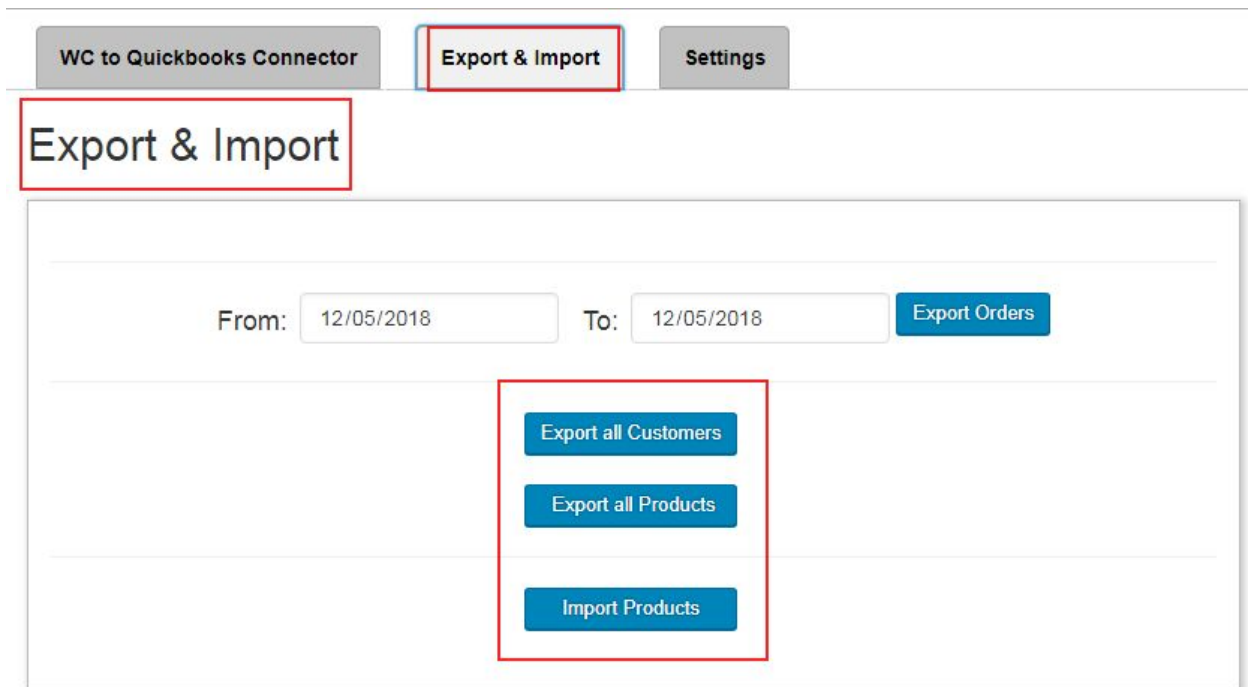 WC to Quickbooks Connector Export & Import Settings
Export & Import
From: 12/05/2018 To: 12/05/2018 Export Orders
Export all Customers
Export all Products
Import Products